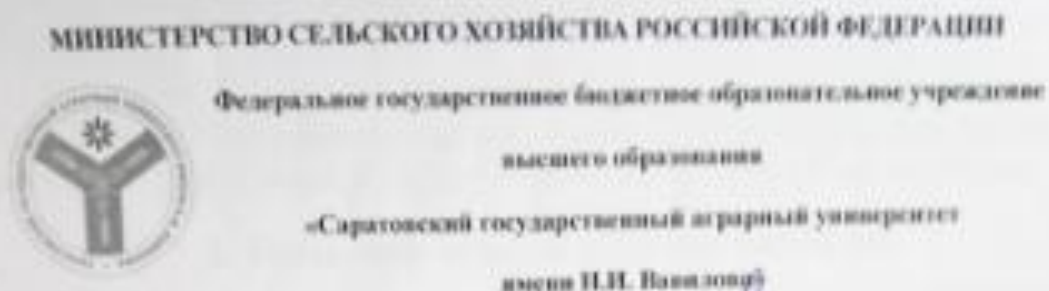 МИНИСТЕРСТВО СЕЛЬСКОГО ХОЗЯЙСТВА РОССИЙСКОЙ ФЕДЕРАЦИИ
Федеральное государственное бюджетное образовательное учреждение
высшего образования
«Саратовский государственный аграрный университет
имени Н.И. Вавилова»